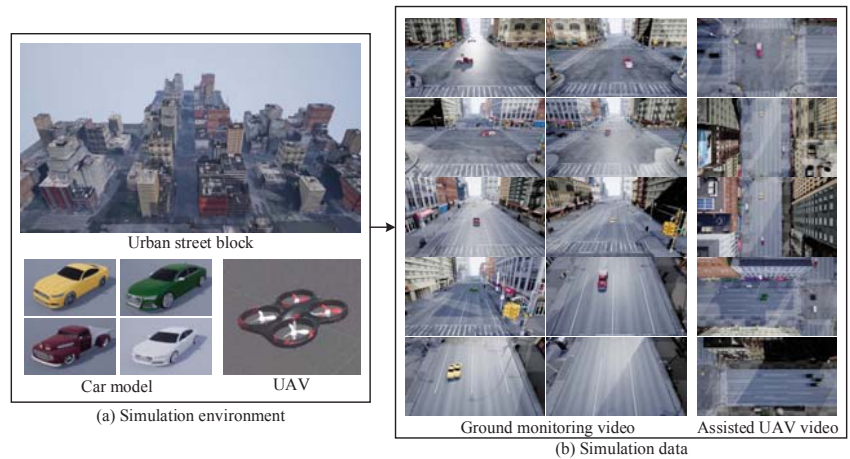 Urban street block
Car model
UAV
(a) Simulation environment
Ground monitoring video
Assisted UAV video
(b) Simulation data